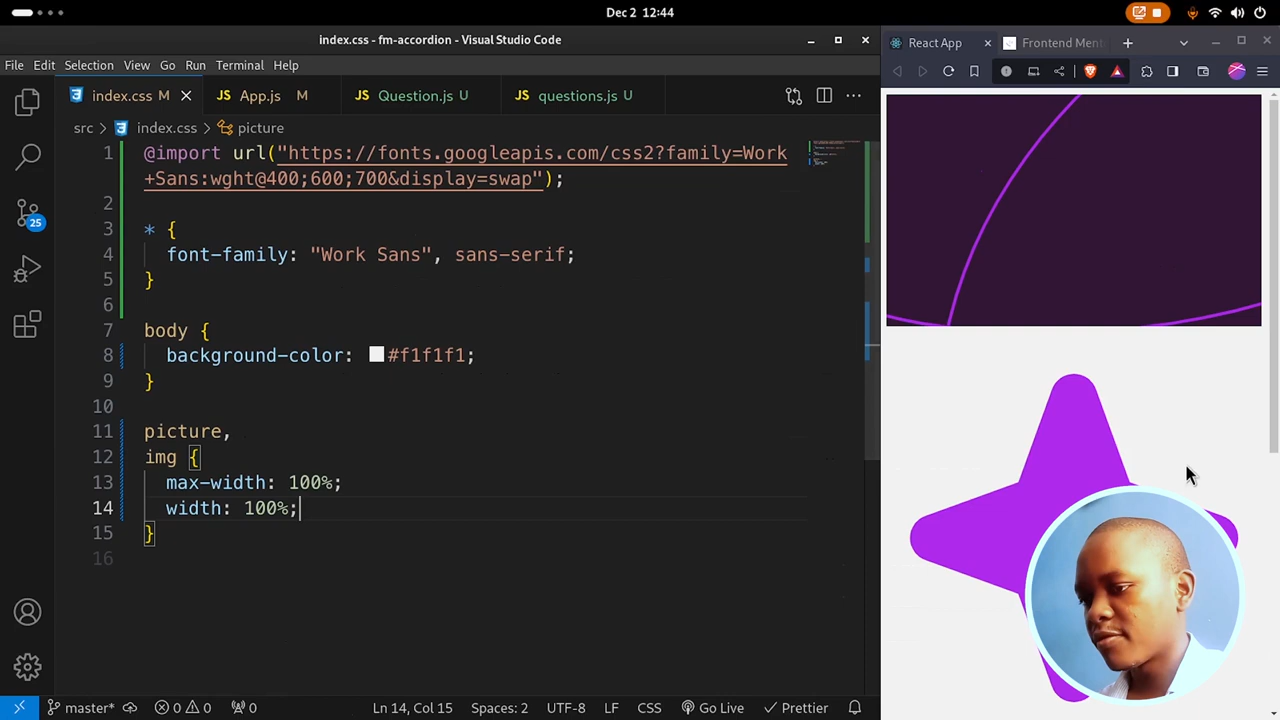 Dec 2 12:44
index.css - fm-accordion - Visual Studio Code
File Edit Selection View Go Run Terminal Help
index.css M App.js M Question.js U questions.js U
src > index.css > picture
1 @import url("https://fonts.googleapis.com/css2?family=Work
+Sans:wght@400;600;700&display=swap");
2
3 * {
4 font-family: "Work Sans", sans-serif;
5 }
6
7 body {
8 background-color: #f1f1f1;
9 }
10
11 picture,
12 img {
13 max-width: 100%;
14 width: 100%;
15 }
16
25
master* 0 0 0 Ln 14, Col 15 Spaces: 2 UTF-8 LF CSS Go Live Prettier
React App Frontend Ment